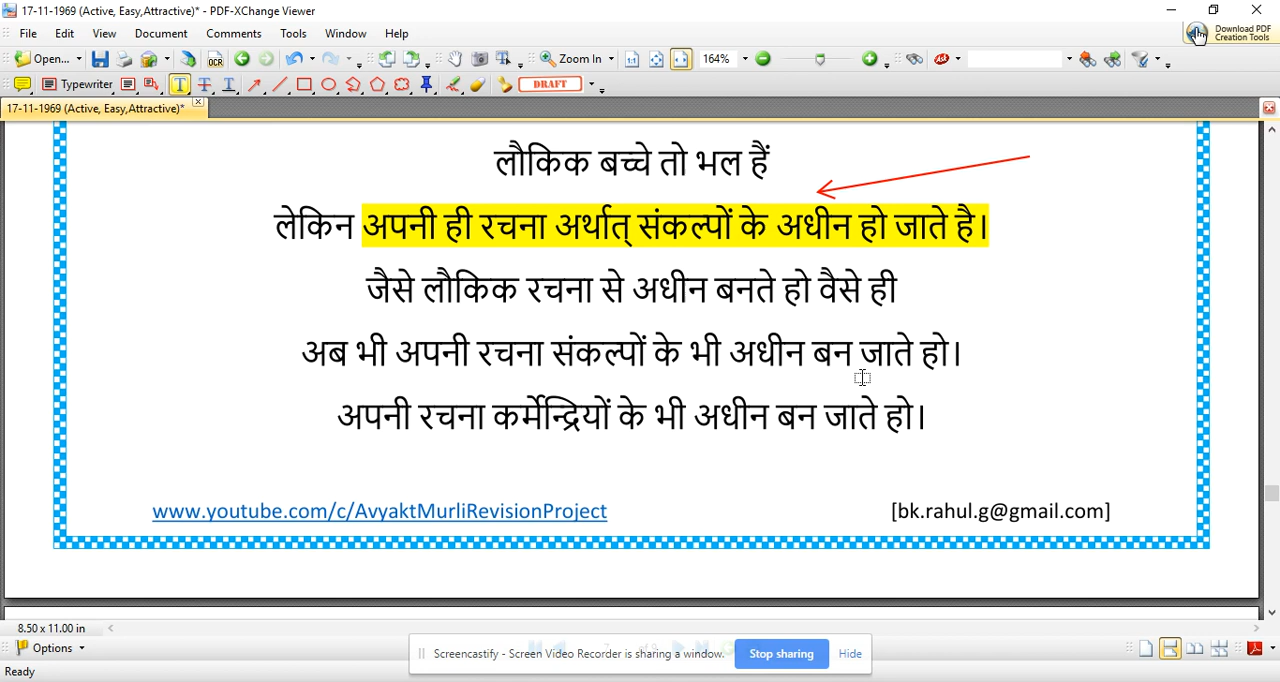 17-11-1969 (Active, Easy,Attractive)* - PDF-XChange Viewer
File Edit View Document Comments Tools Window Help
Download PDF
Creation Tools
Open... OCR Zoom In 164%
Typewriter DRAFT
17-11-1969 (Active, Easy,Attractive)*
लौकिक बच्चे तो भल हैं
लेकिन अपनी ही रचना अर्थात् संकल्पों के अधीन हो जाते है।
जैसे लौकिक रचना से अधीन बनते हो वैसे ही
अब भी अपनी रचना संकल्पों के भी अधीन बन जाते हो।
अपनी रचना कर्मेन्द्रियों के भी अधीन बन जाते हो।
www.youtube.com/c/AvyaktMurliRevisionProject [bk.rahul.g@gmail.com]
8.50 x 11.00 in
Options
Screencastify - Screen Video Recorder is sharing a window. Stop sharing Hide
Ready